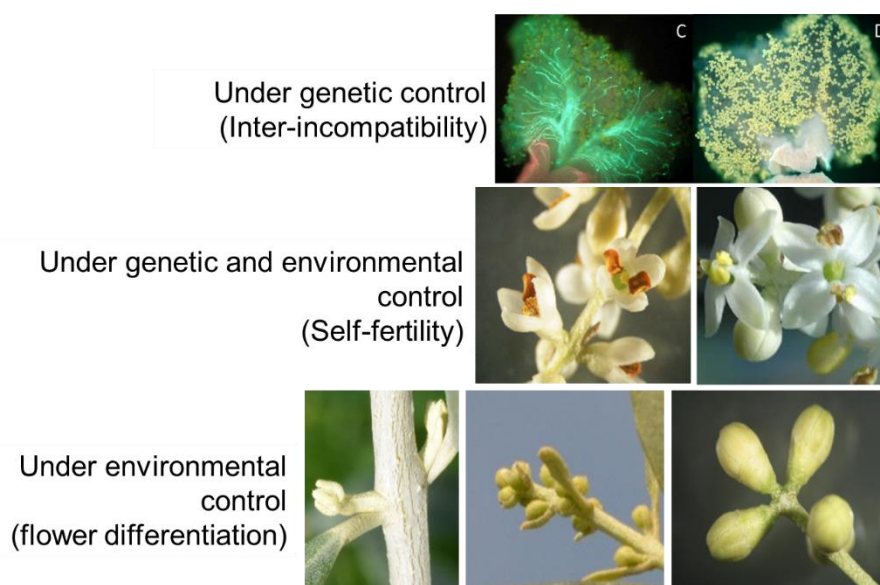 C
D
Under genetic control
(Inter-incompatibility)
Under genetic and environmental
control
(Self-fertility)
Under environmental
control
(flower differentiation)